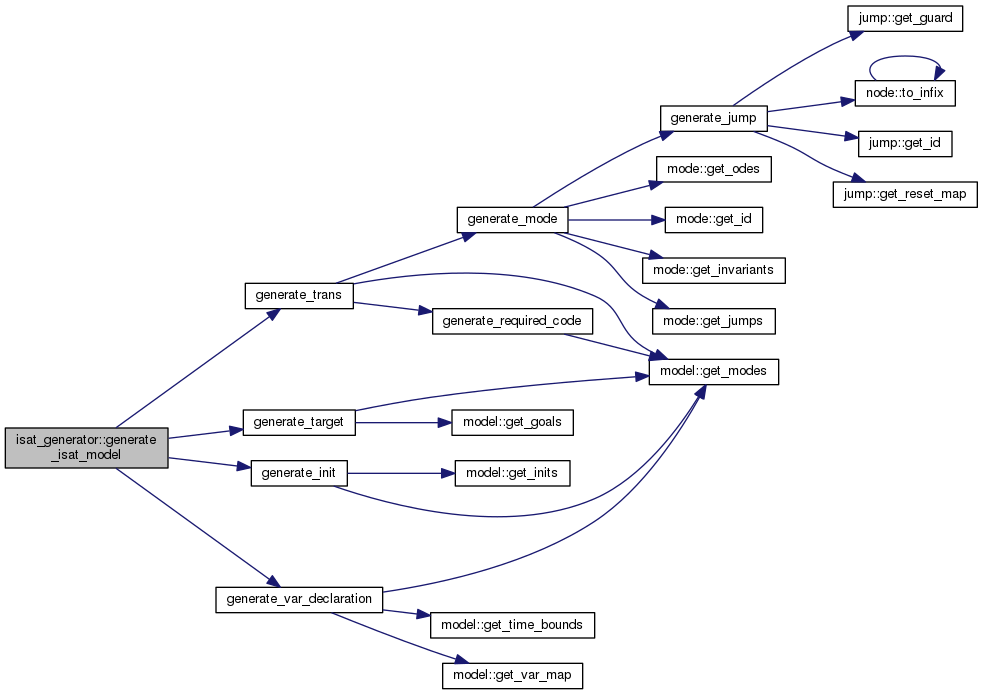 jump::get_guard
node::to_infix
generate_jump
jump::get_id
mode::get_odes
jump::get_reset_map
generate_mode
mode::get_id
mode::get_invariants
generate_trans
generate_required_code
mode::get_jumps
model::get_modes
generate_target
model::get_goals
isat_generator::generate
_isat_model
generate_init
model::get_inits
generate_var_declaration
model::get_time_bounds
model::get_var_map